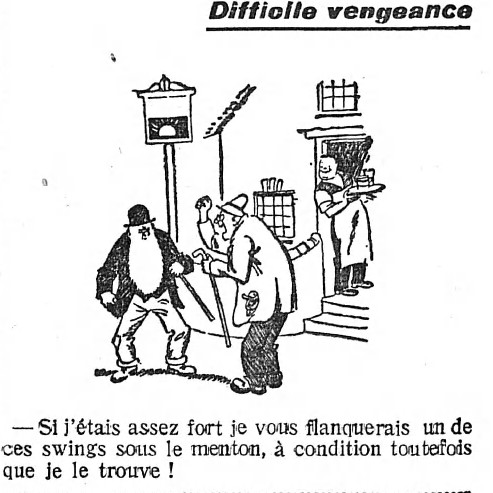 Difficile vengeance
— Si j'étais assez fort je vous flanquerais un de
ces swings sous le menton, à condition toutefois
que je le trouve !